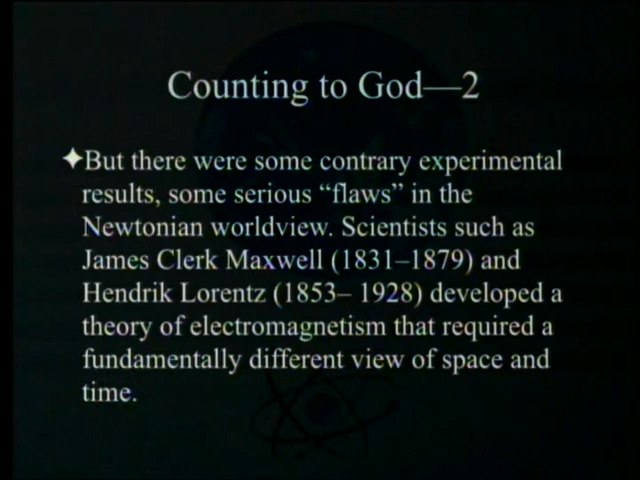 Counting to God—2
✦But there were some contrary experimental
results, some serious “flaws” in the
Newtonian worldview. Scientists such as
James Clerk Maxwell (1831–1879) and
Hendrik Lorentz (1853– 1928) developed a
theory of electromagnetism that required a
fundamentally different view of space and
time.